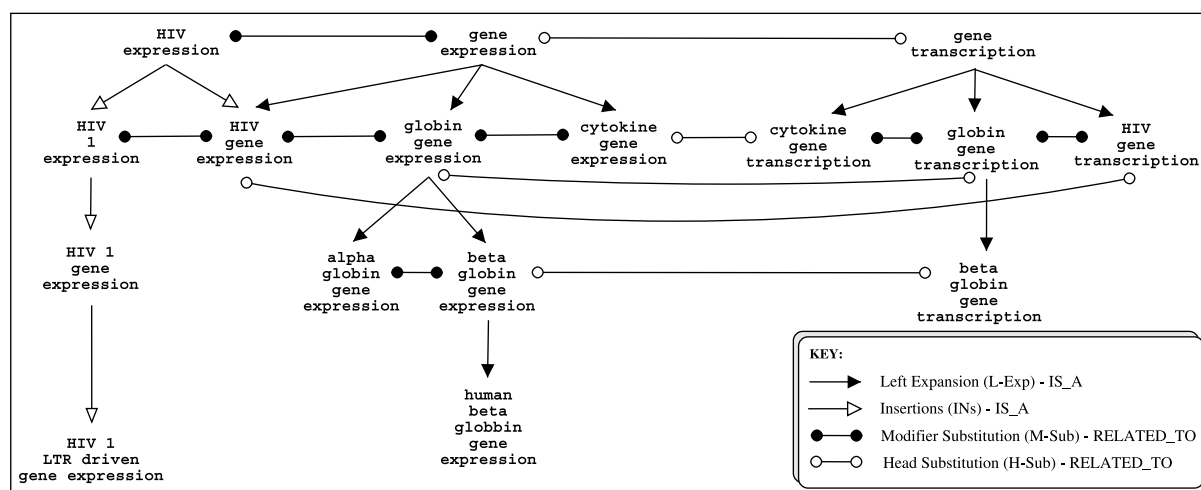 HIV
expression
gene
expression
gene
transcription
HIV
1
expression
HIV
gene
expression
globin
gene
expression
cytokine
gene
expression
cytokine
gene
transcription
globin
gene
transcription
HIV
gene
transcription
HIV 1
gene
expression
alpha
globin
gene
expression
beta
globin
gene
expression
beta
globin
gene
transcription
human
beta
globbin
gene
expression
HIV 1
LTR driven
gene expression
KEY:
Left Expansion (L-Exp) - IS_A
Insertions (INs) - IS_A
Modifier Substitution (M-Sub) - RELATED_TO
Head Substitution (H-Sub) - RELATED_TO